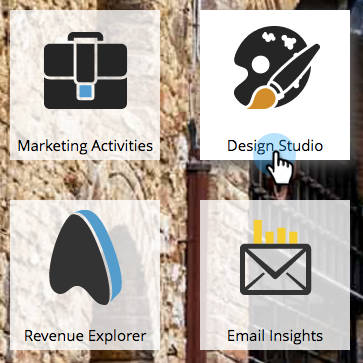 Marketing Activities
Design Studio
Revenue Explorer
Email Insights